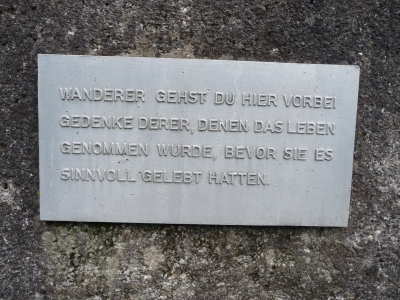 WANDERER GEHST DU HIER VORBEI
GEDENKE DERER, DENEN DAS LEBEN
GENOMMEN WURDE, BEVOR SIE ES
SINNVOLL GELEBT HATTEN.